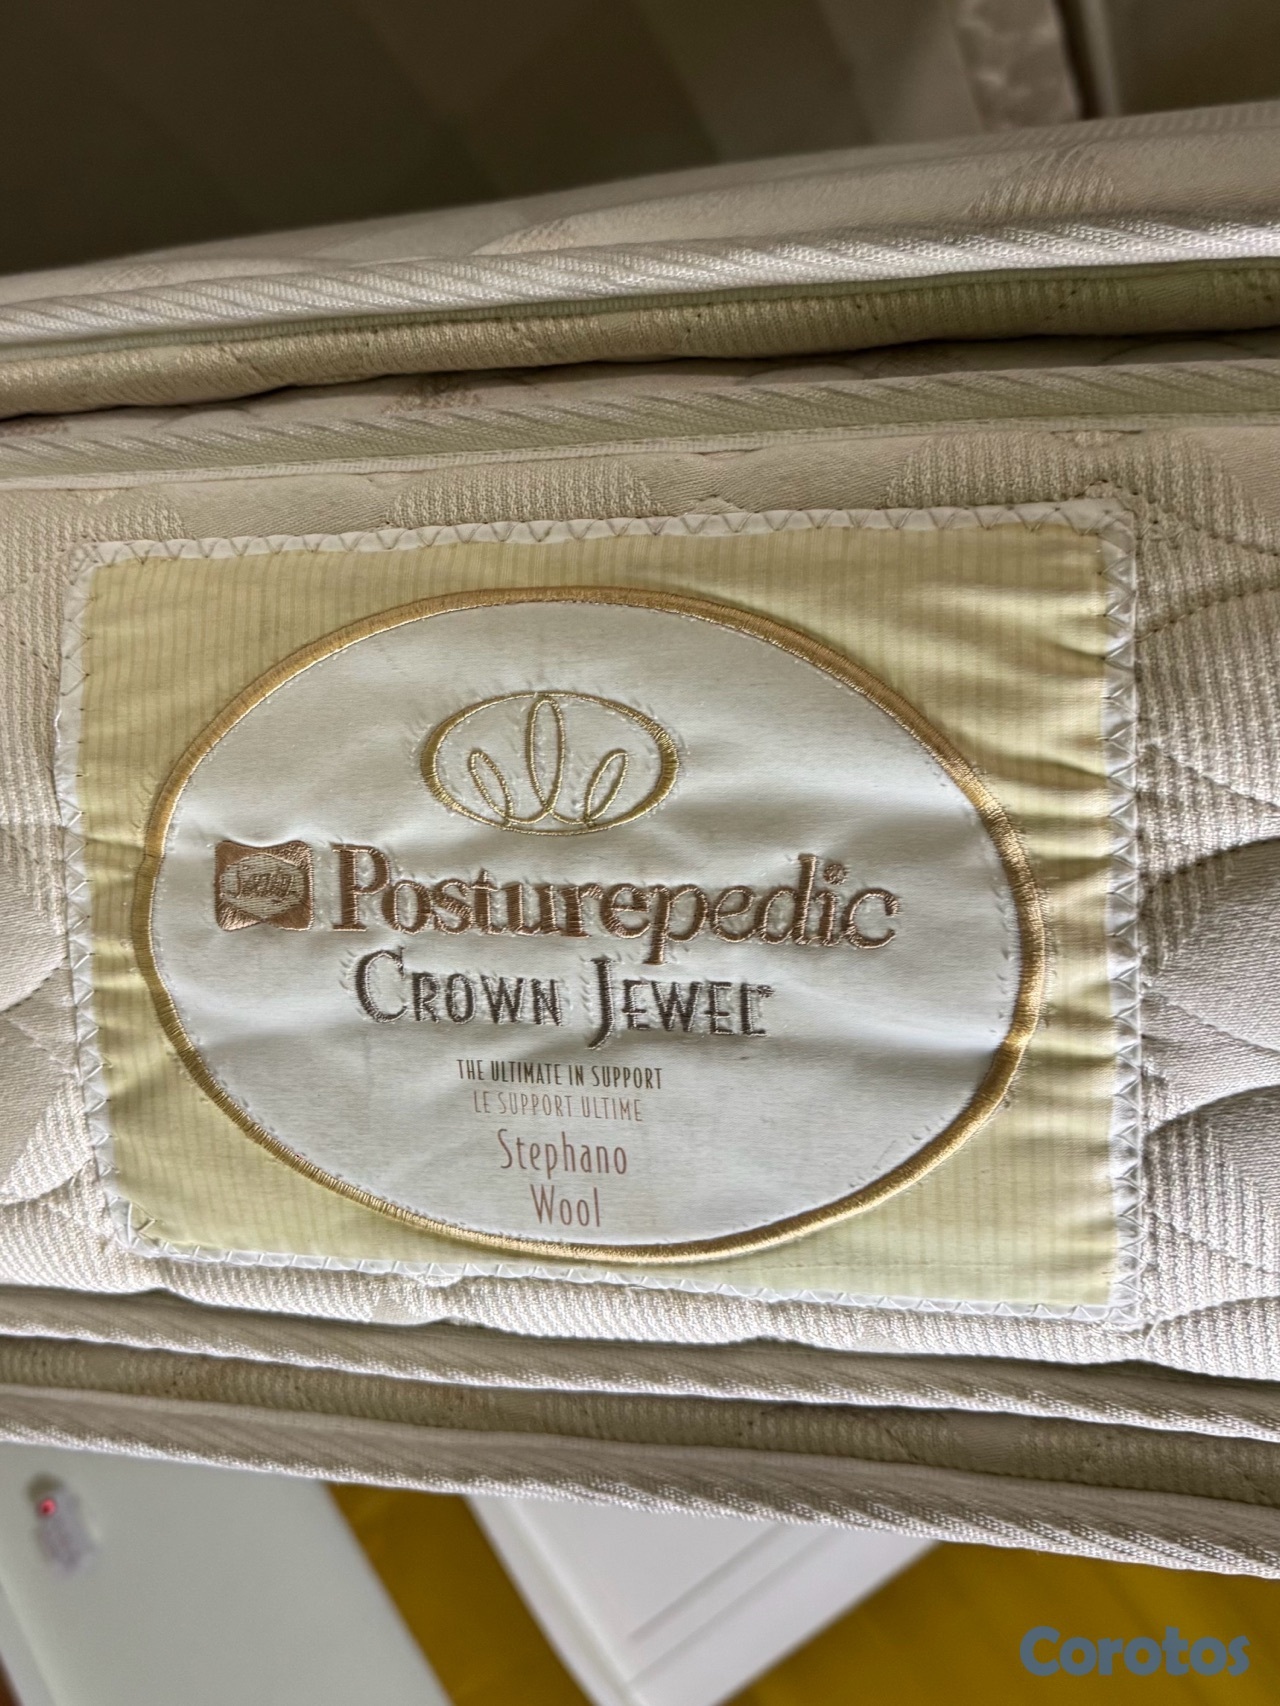 Sealy Posturepedic
CROWN JEWEL
THE ULTIMATE IN SUPPORT
LE SUPPORT ULTIME
Stephano
Wool
Corotos